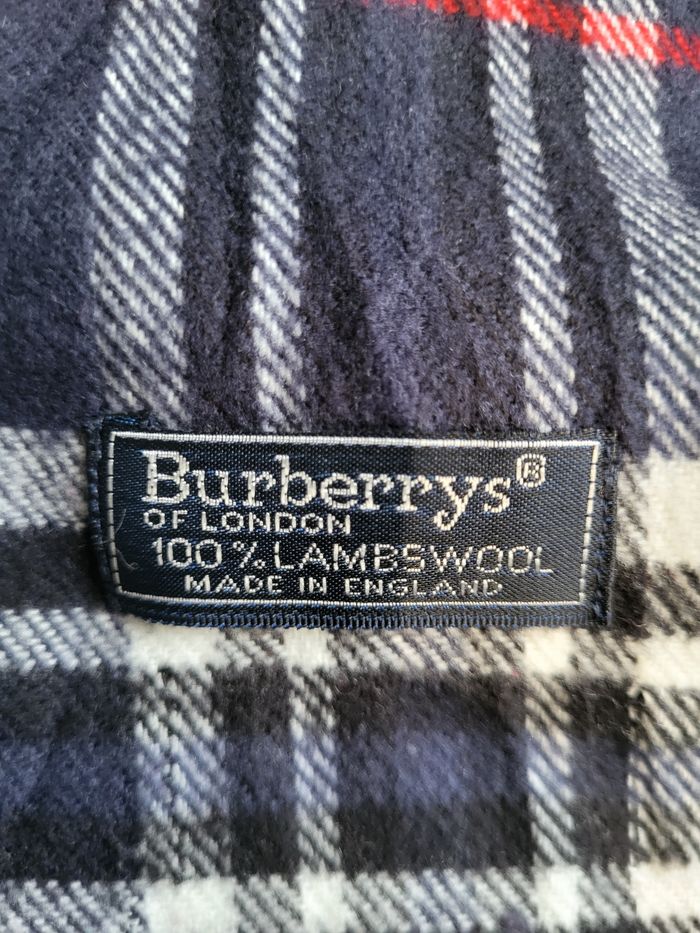 Burberrys®
OF LONDON
100% LAMBSWOOL
MADE IN ENGLAND